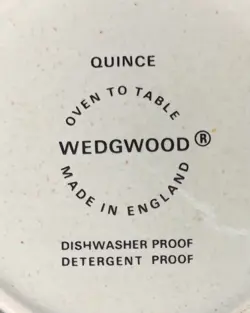 QUINCE
OVEN TO TABLE
WEDGWOOD®
MADE IN ENGLAND
DISHWASHER PROOF
DETERGENT PROOF